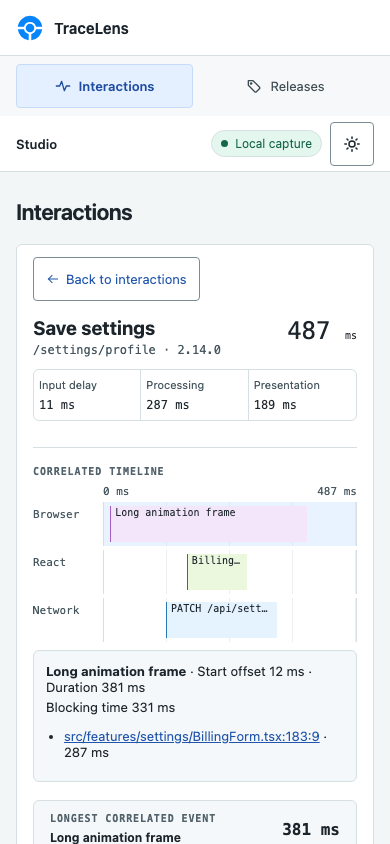 TraceLens
Interactions
Releases
Studio
Local capture
Interactions
← Back to interactions
Save settings
487 ms
/settings/profile · 2.14.0
Input delay
11 ms
Processing
287 ms
Presentation
189 ms
CORRELATED TIMELINE
0 ms
487 ms
Browser
Long animation frame
React
Billing…
Network
PATCH /api/sett…
Long animation frame · Start offset 12 ms ·
Duration 381 ms
Blocking time 331 ms
• src/features/settings/BillingForm.tsx:183:9 ·
287 ms
LONGEST CORRELATED EVENT
Long animation frame
381 ms